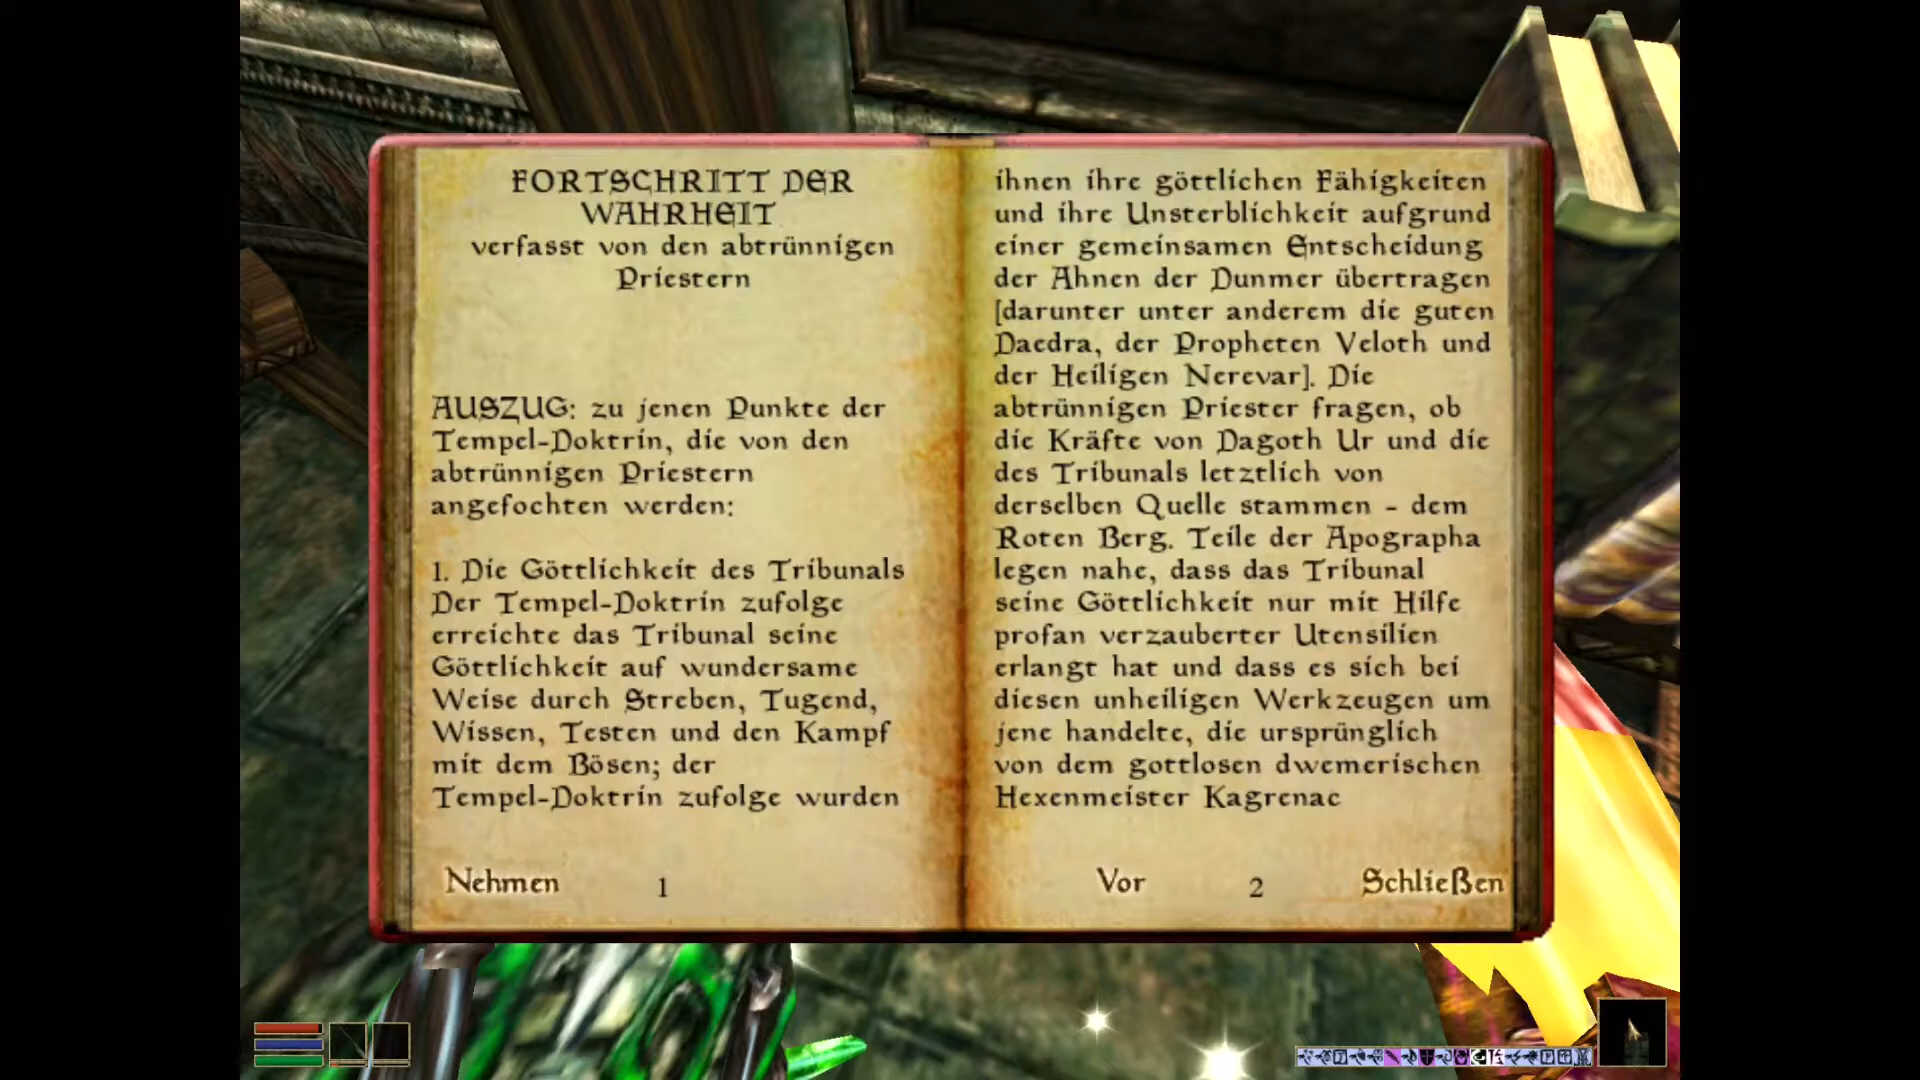 FORTSCHRITT DER
WAHRHEIT
verfasst von den abtrünnigen
Priestern
AUSZUG: zu jenen Punkte der
Tempel-Doktrin, die von den
abtrünnigen Priestern
angefochten werden:
1. Die Göttlichkeit des Tribunals
Der Tempel-Doktrin zufolge
erreichte das Tribunal seine
Göttlichkeit auf wundersame
Weise durch Streben, Tugend,
Wissen, Testen und den Kampf
mit dem Bösen; der
Tempel-Doktrin zufolge wurden
Nehmen
1
ihnen ihre göttlichen Fähigkeiten
und ihre Unsterblichkeit aufgrund
einer gemeinsamen Entscheidung
der Ahnen der Dunmer übertragen
[darunter unter anderem die guten
Daedra, der Propheten Veloth und
der Heiligen Nerevar]. Die
abtrünnigen Priester fragen, ob
die Kräfte von Dagoth Ur und die
des Tribunals letztlich von
derselben Quelle stammen - dem
Roten Berg. Teile der Apographa
legen nahe, dass das Tribunal
seine Göttlichkeit nur mit Hilfe
profan verzauberter Utensilien
erlangt hat und dass es sich bei
diesen unheiligen Werkzeugen um
jene handelte, die ursprünglich
von dem gottlosen dwemerischen
Hexenmeister Kagrenac
Vor
2
Schließen